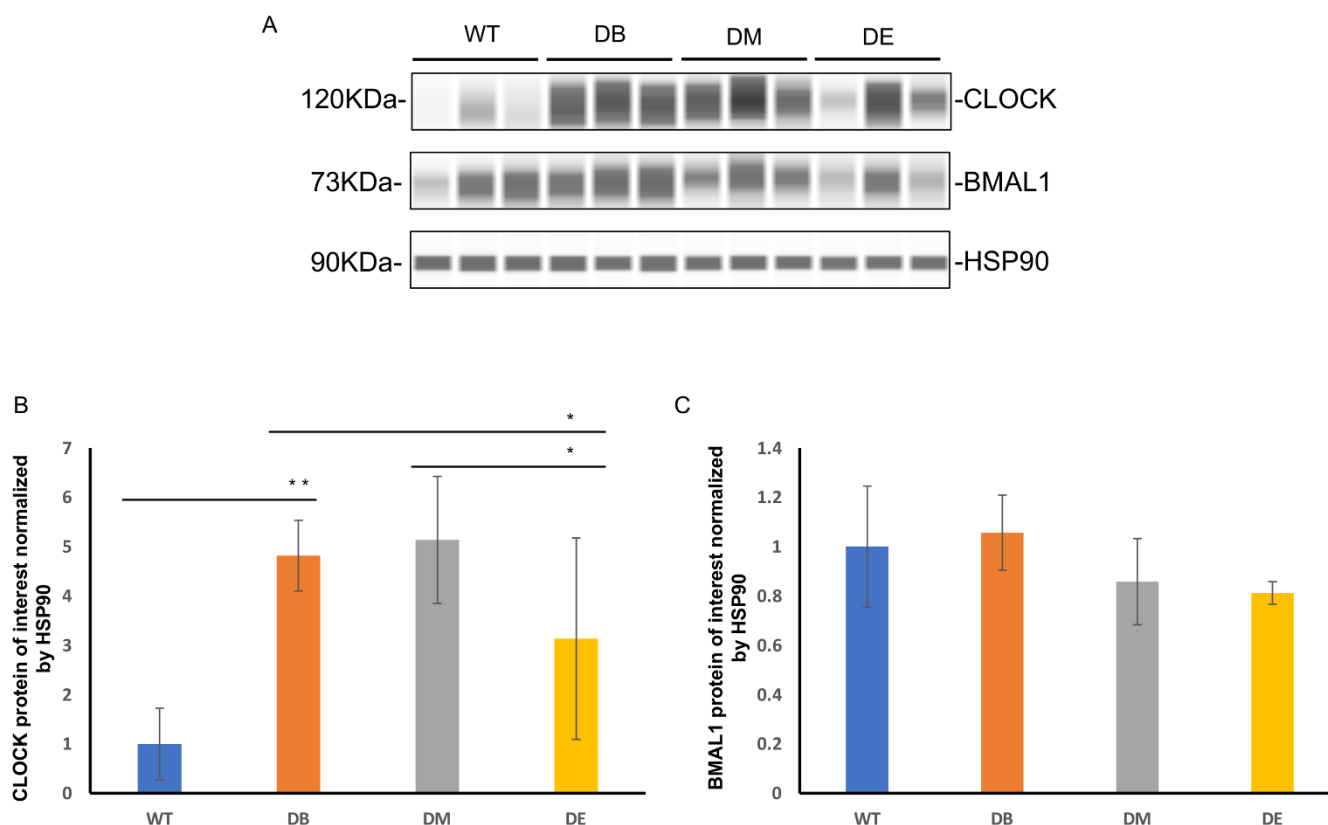 A
WT DB DM DE
120KDa- -CLOCK
73KDa- -BMAL1
90KDa- -HSP90
B
CLOCK protein of interest normalized
by HSP90
*
*
* *
7
6
5
4
3
2
1
0
WT DB DM DE
C
BMAL1 protein of interest normalized
by HSP90
1.4
1.2
1
0.8
0.6
0.4
0.2
0
WT DB DM DE